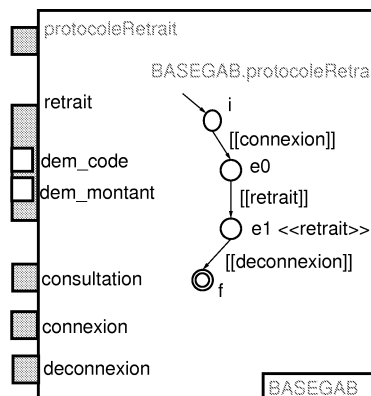 protocoleRetrait
BASEGAB.protocoleRetra
retrait
i
[[connexion]]
dem_code
e0
dem_montant
[[retrait]]
e1 <<retrait>>
[[deconnexion]]
consultation
f
connexion
deconnexion
BASEGAB